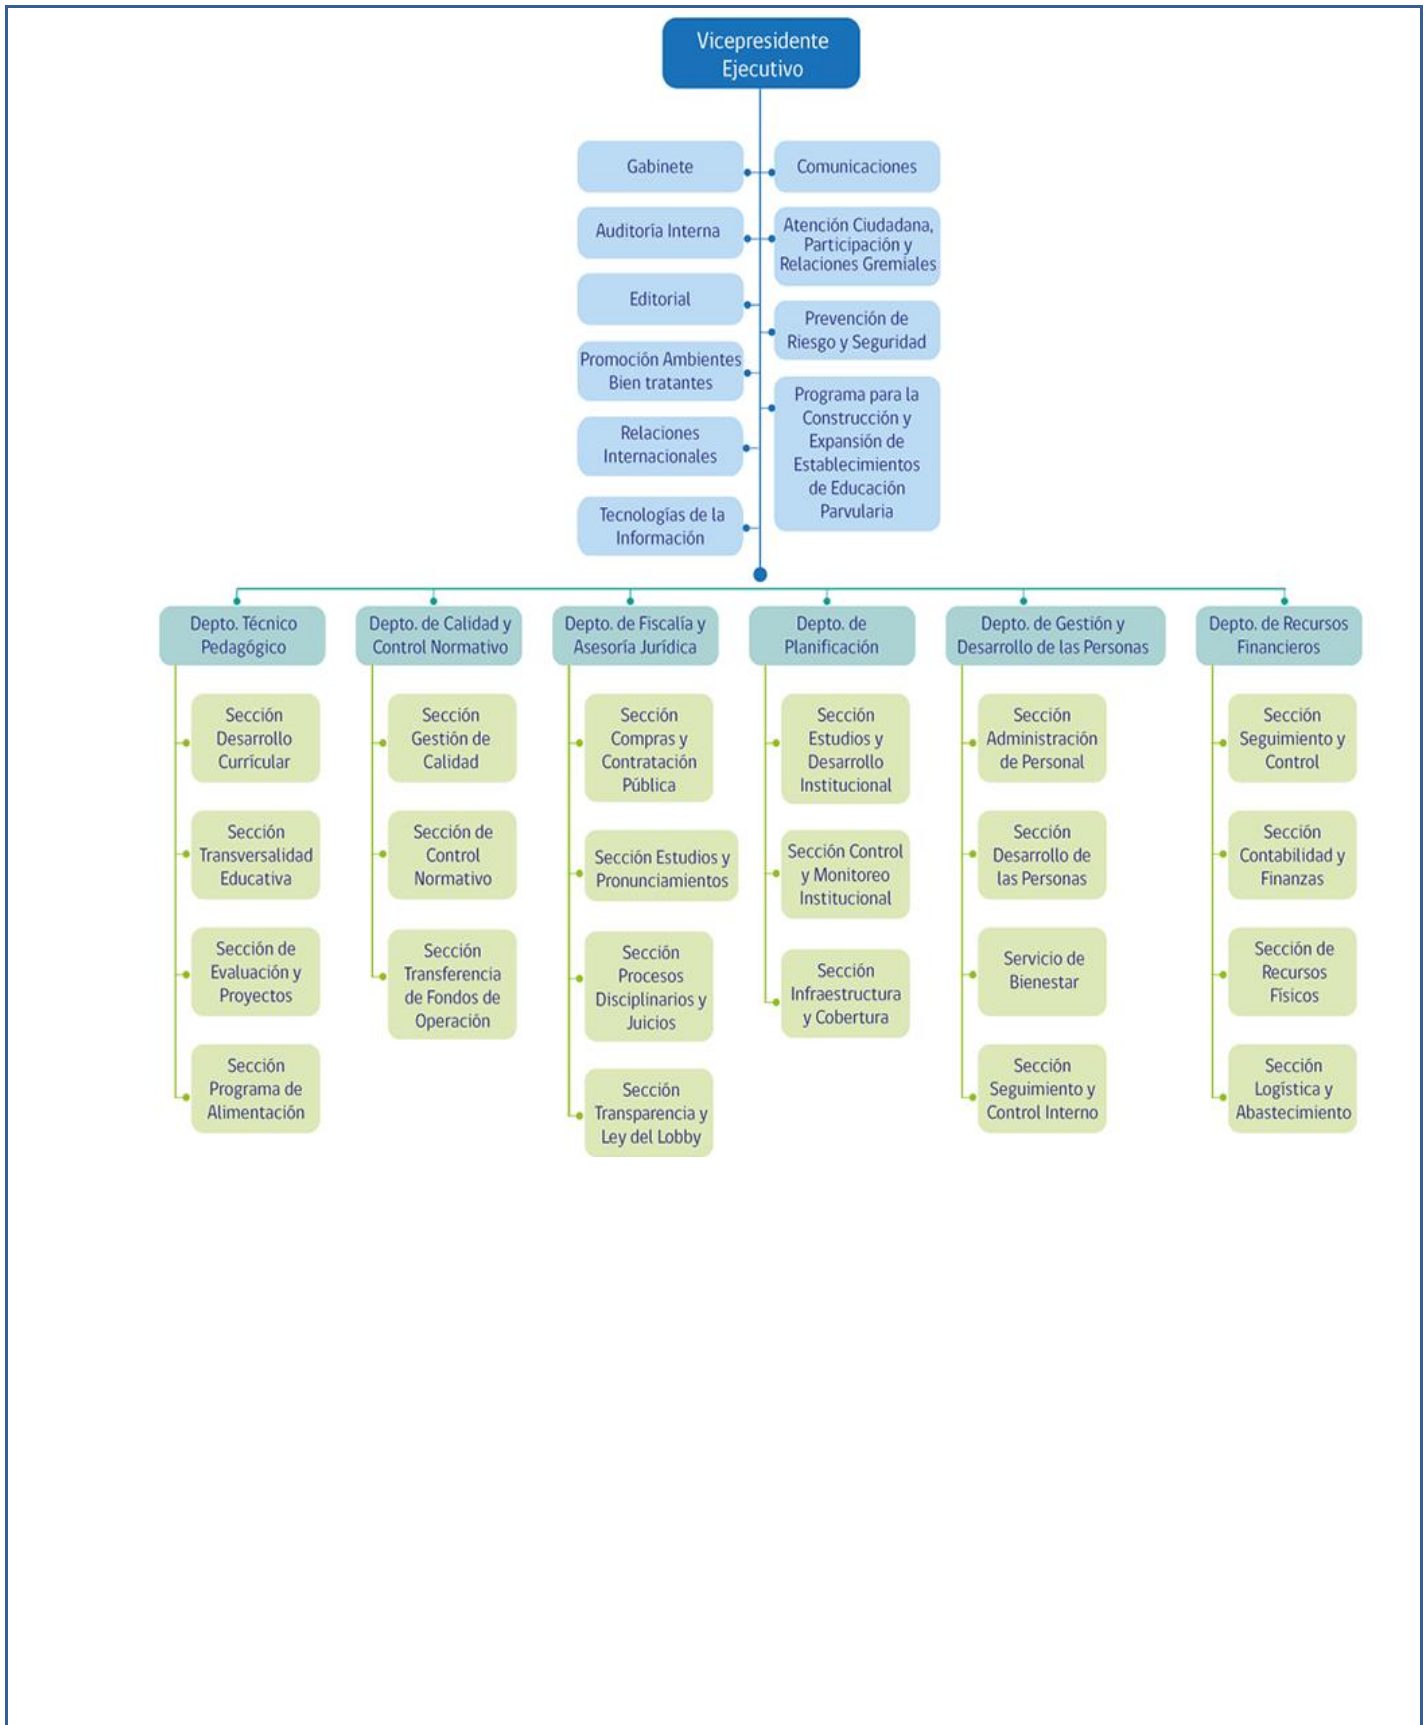 Vicepresidente
Ejecutivo
Gabinete
Comunicaciones
Auditoría Interna
Atención Ciudadana,
Participación y
Relaciones Gremiales
Editorial
Prevención de
Riesgo y Seguridad
Promoción Ambientes
Bien tratantes
Programa para la
Construcción y
Expansión de
Establecimientos
de Educación
Parvularia
Relaciones
Internacionales
Tecnologías de la
Información
Depto. Técnico
Pedagógico
Sección
Desarrollo
Currícular
Sección
Transversalidad
Educativa
Sección de
Evaluación y
Proyectos
Sección
Programa de
Alimentación
Depto. de Calidad y
Control Normativo
Sección
Gestión de
Calidad
Sección de
Control
Normativo
Sección
Transferencia
de Fondos de
Operación
Depto. de Fiscalía y
Asesoría Jurídica
Sección
Compras y
Contratación
Pública
Sección Estudios y
Pronunciamientos
Sección
Procesos
Disciplinarios y
Juicios
Sección
Transparencia y
Ley del Lobby
Depto. de
Planificación
Sección
Estudios y
Desarrollo
Institucional
Sección Control
y Monitoreo
Institucional
Sección
Infraestructura
y Cobertura
Depto. de Gestión y
Desarrollo de las Personas
Sección
Administración
de Personal
Sección
Desarrollo de
las Personas
Servicio de
Bienestar
Sección
Seguimiento y
Control Interno
Depto. de Recursos
Financieros
Sección
Seguimiento y
Control
Sección
Contabilidad y
Finanzas
Sección de
Recursos
Físicos
Sección
Logística y
Abastecimiento